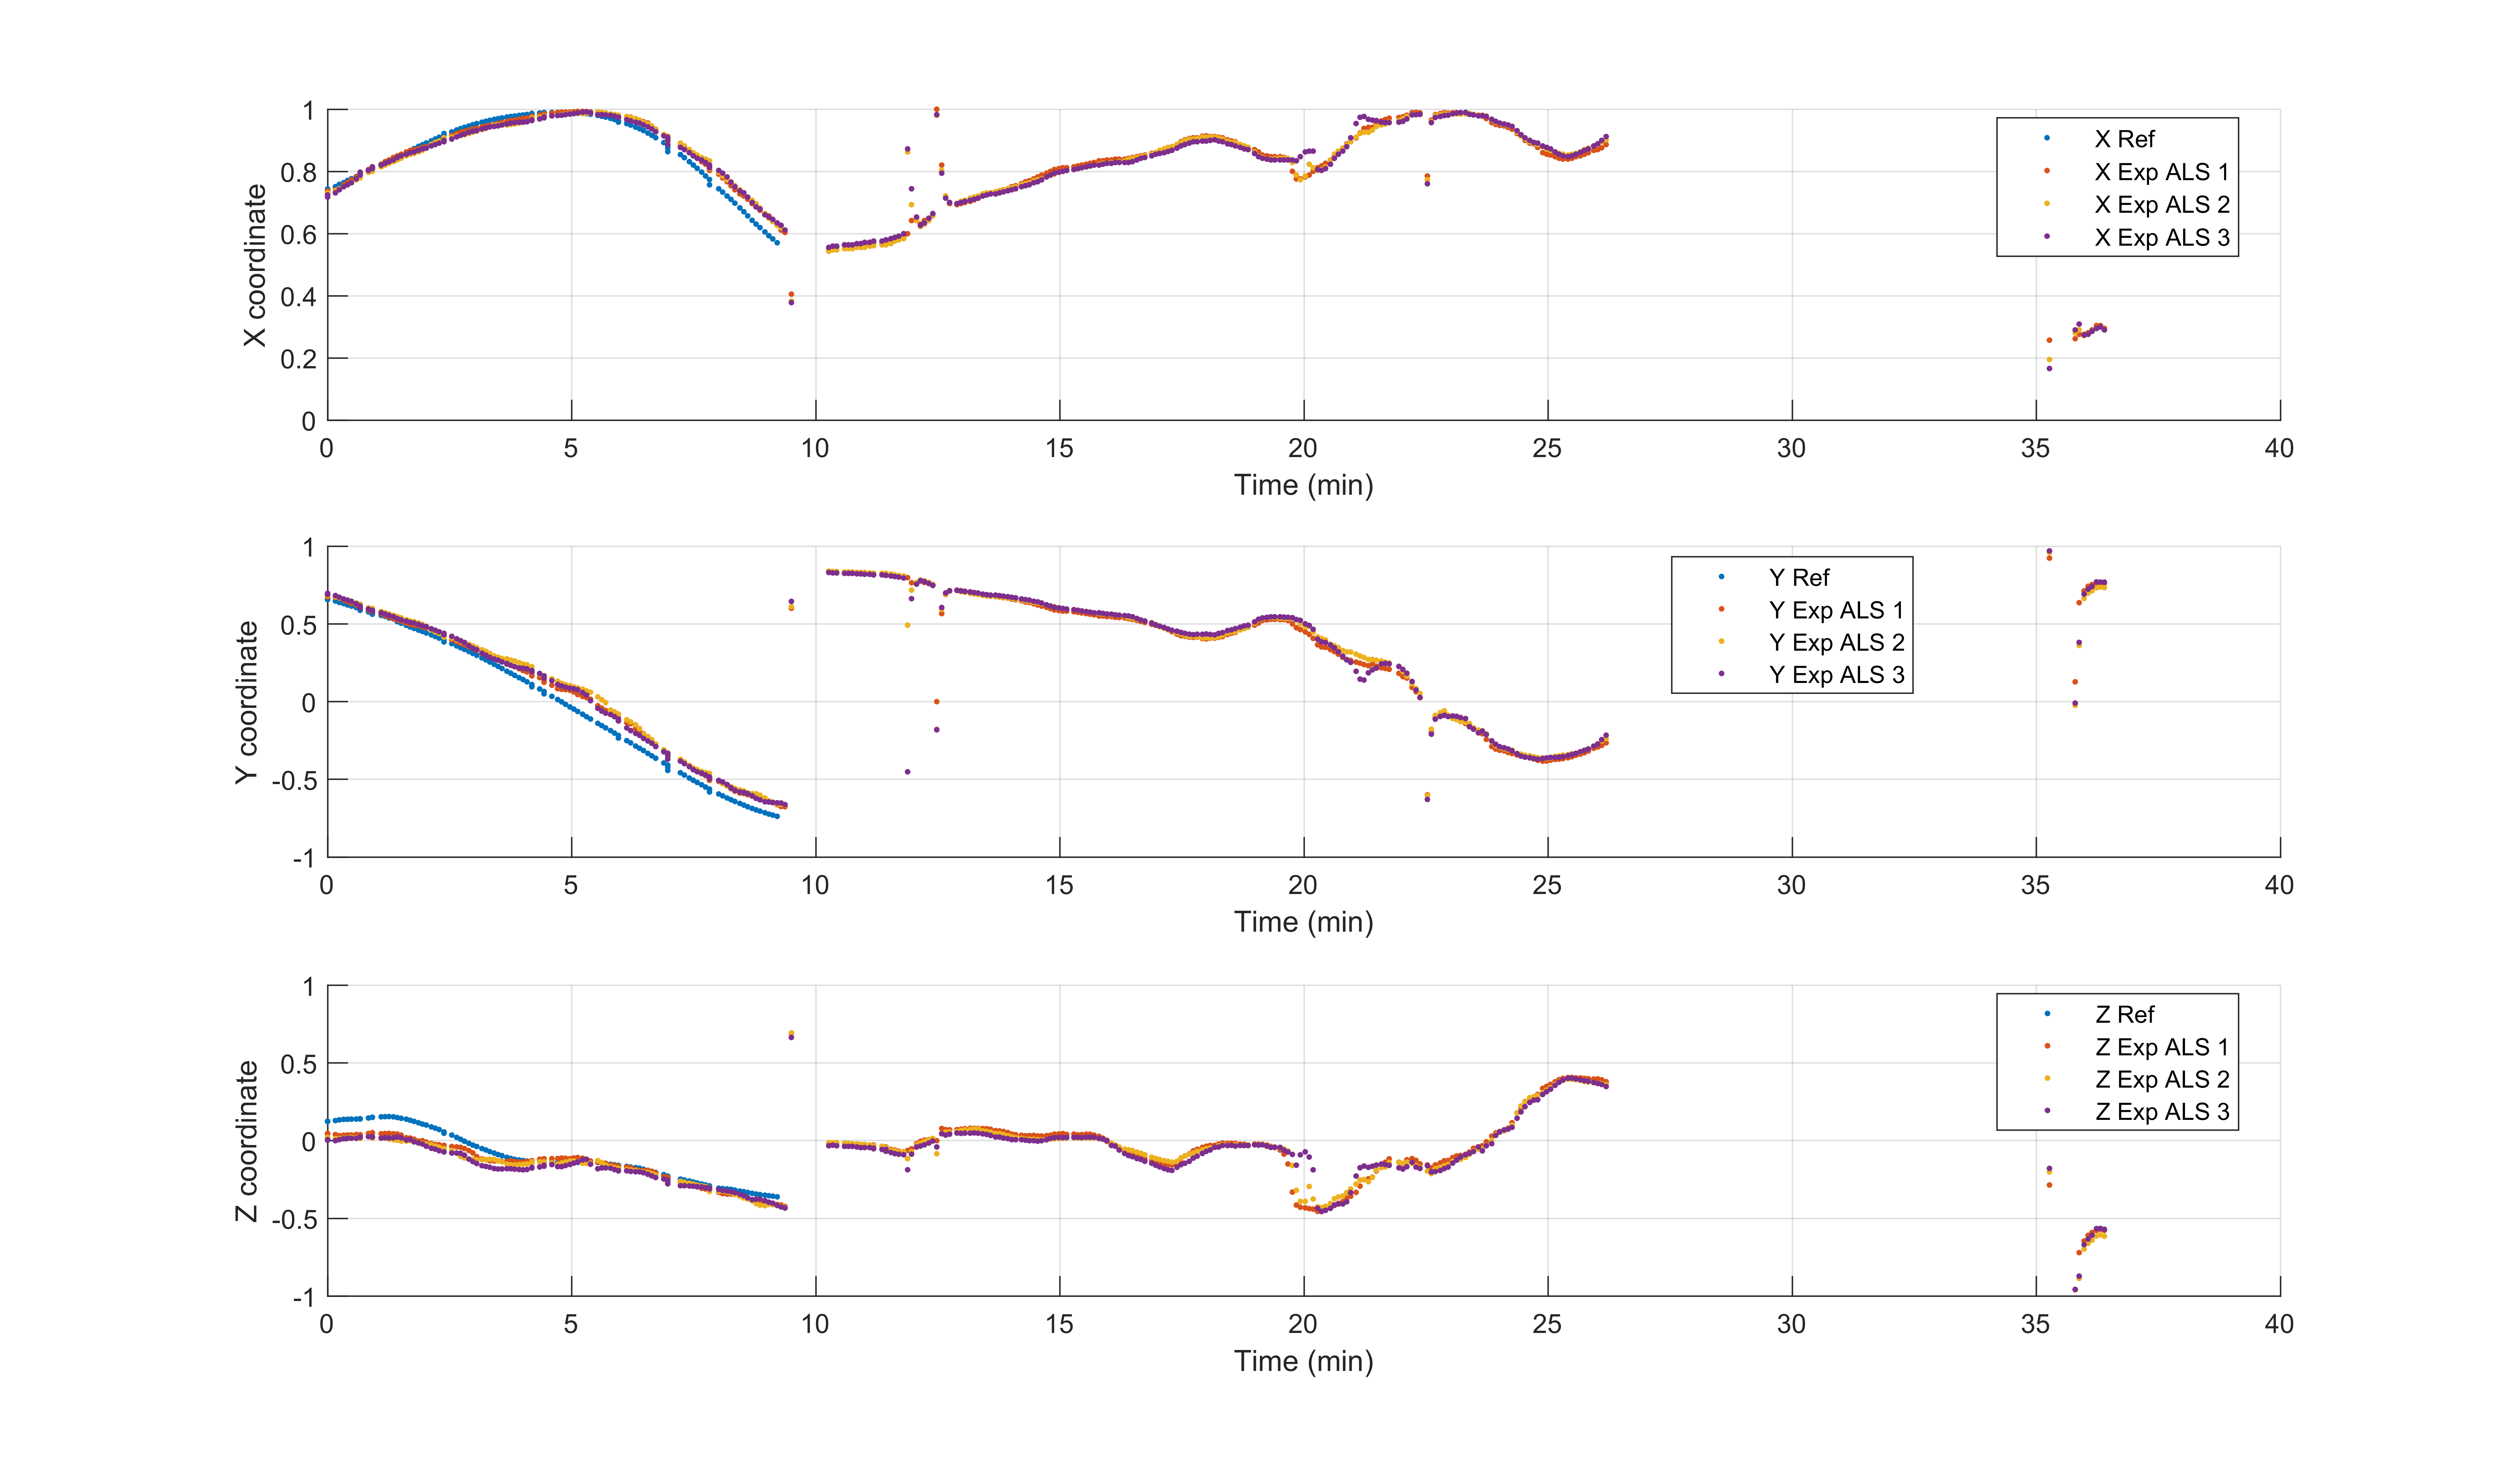 1
0.8
0.6
0.4
0.2
0
X coordinate
0 5 10 15 20 25 30 35 40
Time (min)
X Ref
X Exp ALS 1
X Exp ALS 2
X Exp ALS 3
1
0.5
0
-0.5
-1
Y coordinate
0 5 10 15 20 25 30 35 40
Time (min)
Y Ref
Y Exp ALS 1
Y Exp ALS 2
Y Exp ALS 3
1
0.5
0
-0.5
-1
Z coordinate
0 5 10 15 20 25 30 35 40
Time (min)
Z Ref
Z Exp ALS 1
Z Exp ALS 2
Z Exp ALS 3